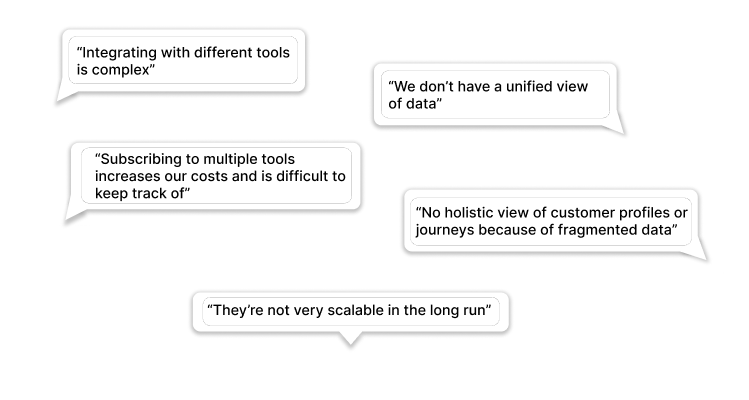 “Integrating with different tools
is complex”
“We don’t have a unified view
of data”
“Subscribing to multiple tools
increases our costs and is difficult to
keep track of”
“No holistic view of customer profiles or
journeys because of fragmented data”
“They’re not very scalable in the long run”